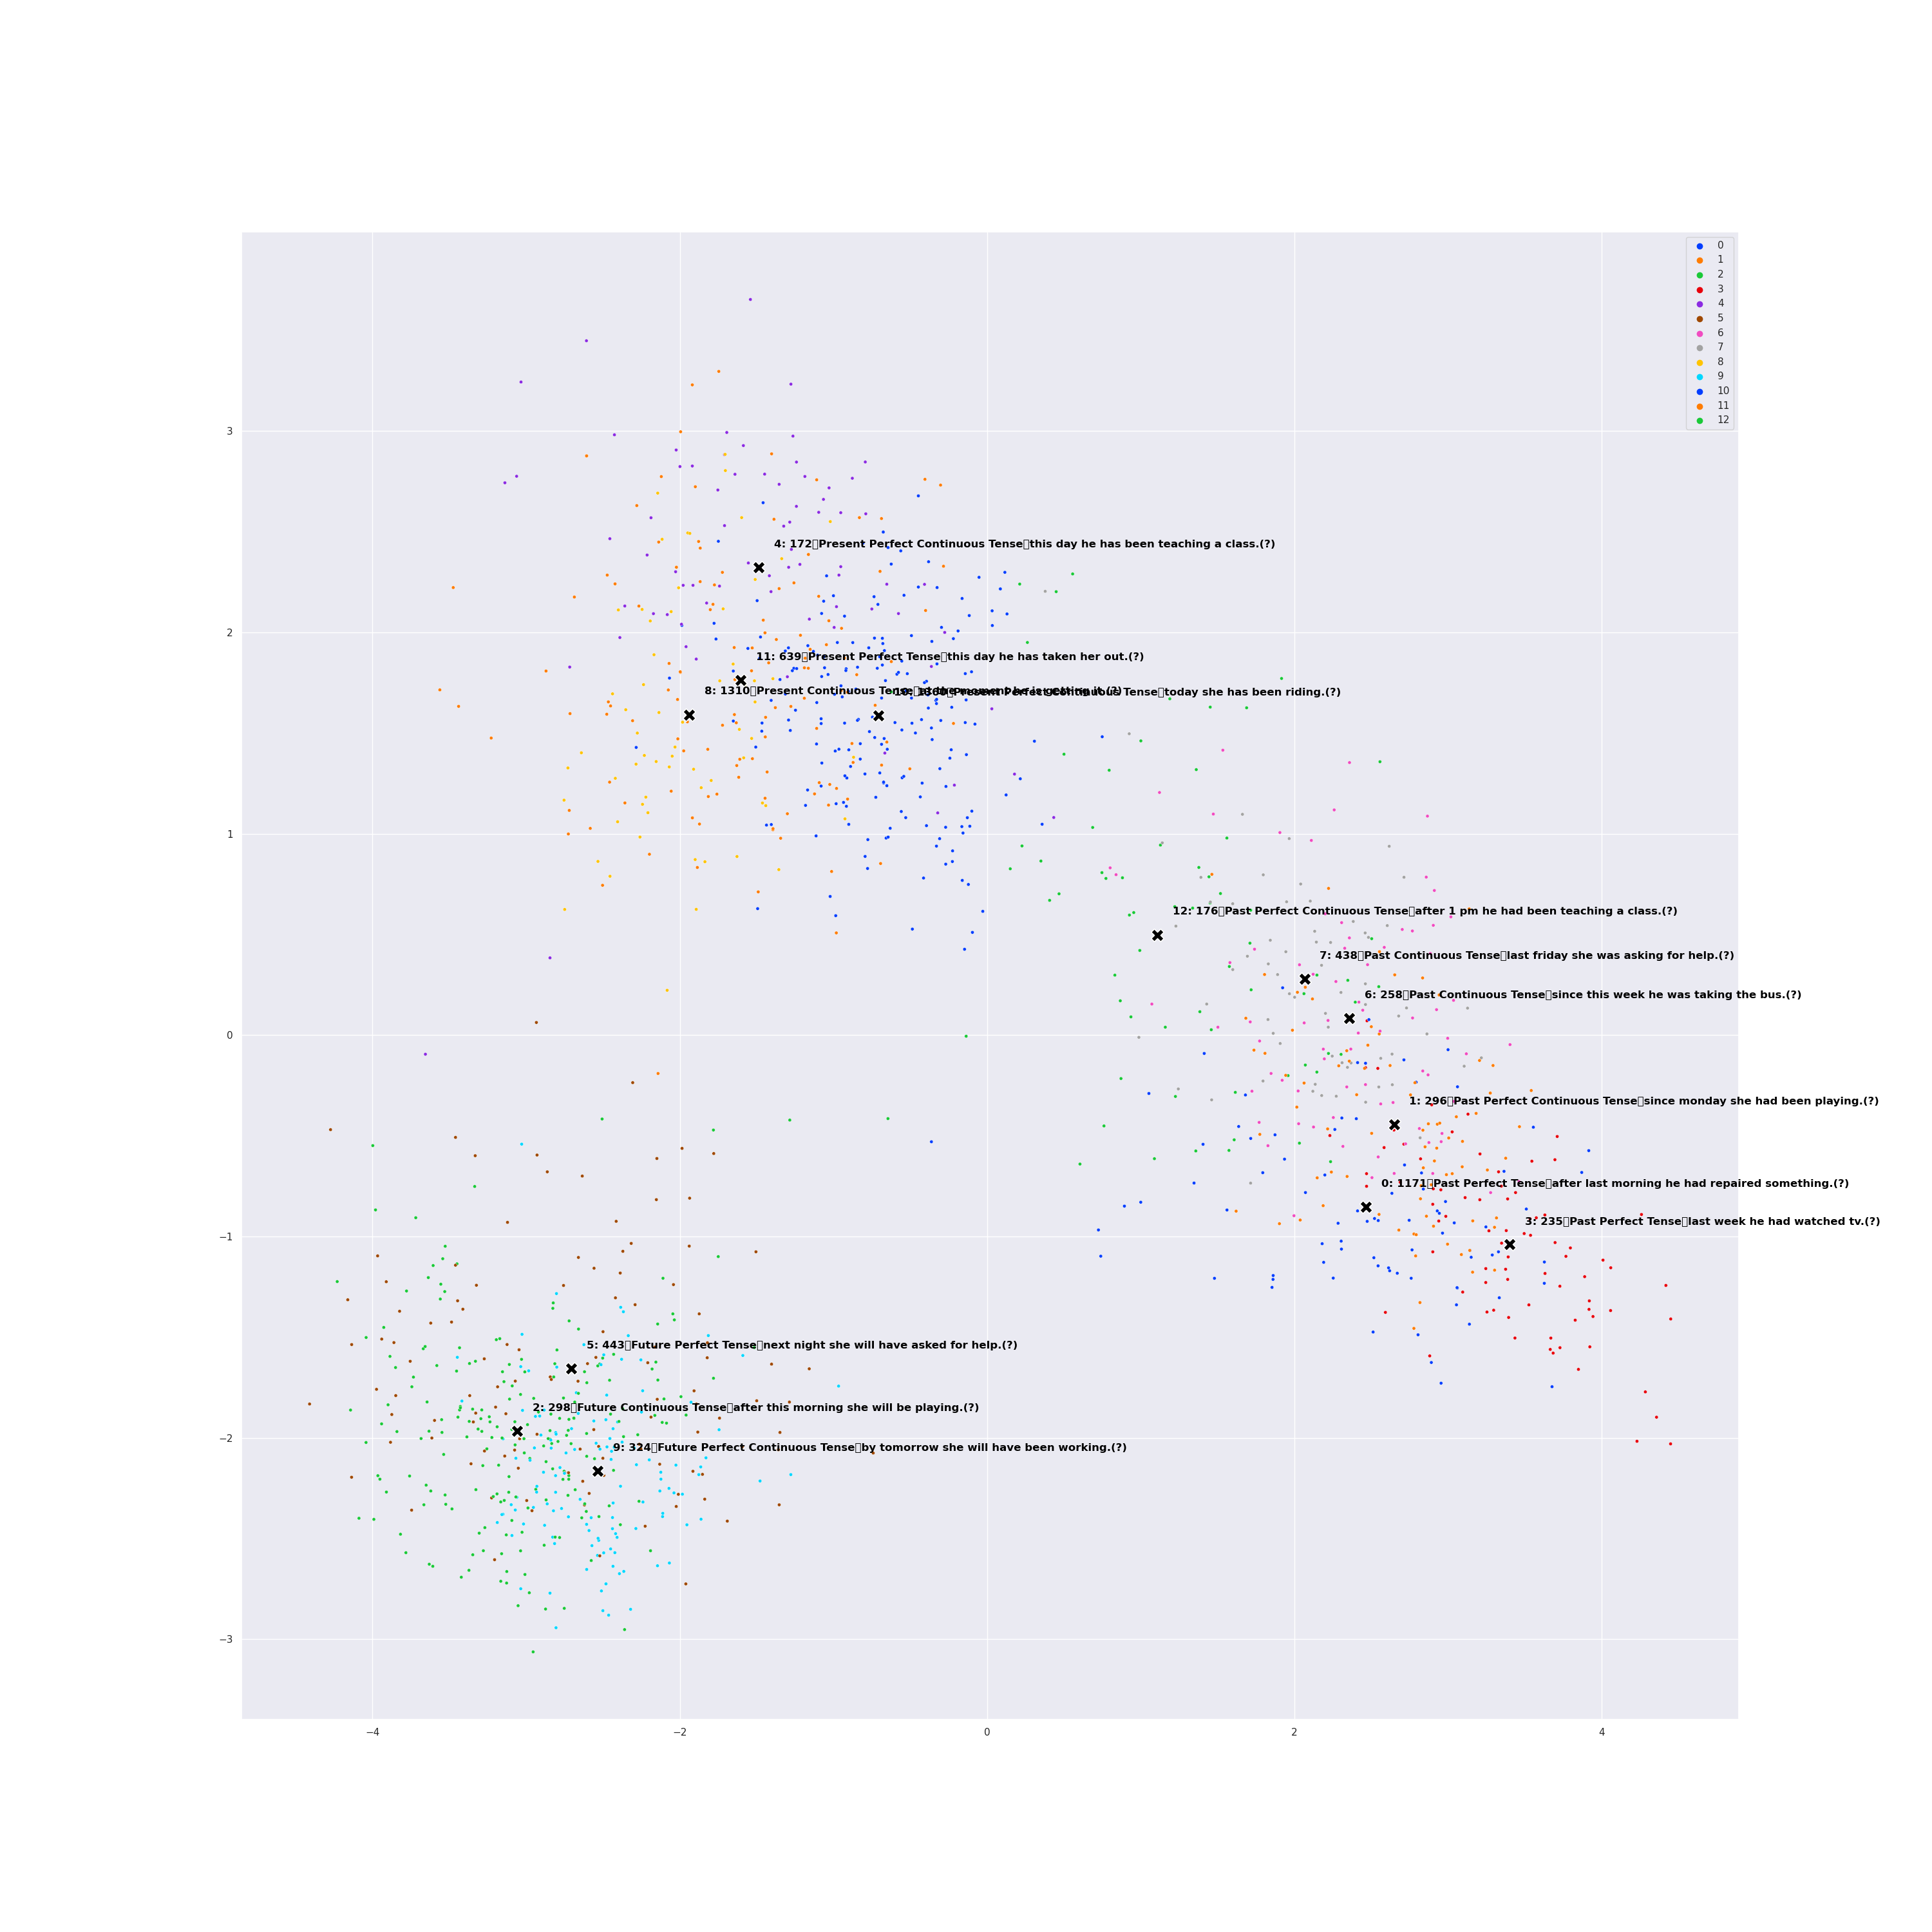 0
1
2
3
4
5
6
7
8
9
10
11
12
3
2
1
0
−1
−2
−3
4: 172▯Present Perfect Continuous Tense▯this day he has been teaching a class.(?)
11: 639▯Present Perfect Tense▯this day he has taken her out.(?)
8: 1310▯Present Continuous Tense▯at the moment he is getting it.(?)
Present Perfect Continuous Tense▯today she has been riding.(?)
12: 176▯Past Perfect Continuous Tense▯after 1 pm he had been teaching a class.(?)
7: 438▯Past Continuous Tense▯last friday she was asking for help.(?)
6: 258▯Past Continuous Tense▯since this week he was taking the bus.(?)
1: 296▯Past Perfect Continuous Tense▯since monday she had been playing.(?)
0: 1171▯Past Perfect Tense▯after last morning he had repaired something.(?)
3: 235▯Past Perfect Tense▯last week he had watched tv.(?)
5: 443▯Future Perfect Tense▯next night she will have asked for help.(?)
2: 298▯Future Continuous Tense▯after this morning she will be playing.(?)
9: 324▯Future Perfect Continuous Tense▯by tomorrow she will have been working.(?)
−4
−2
0
2
4